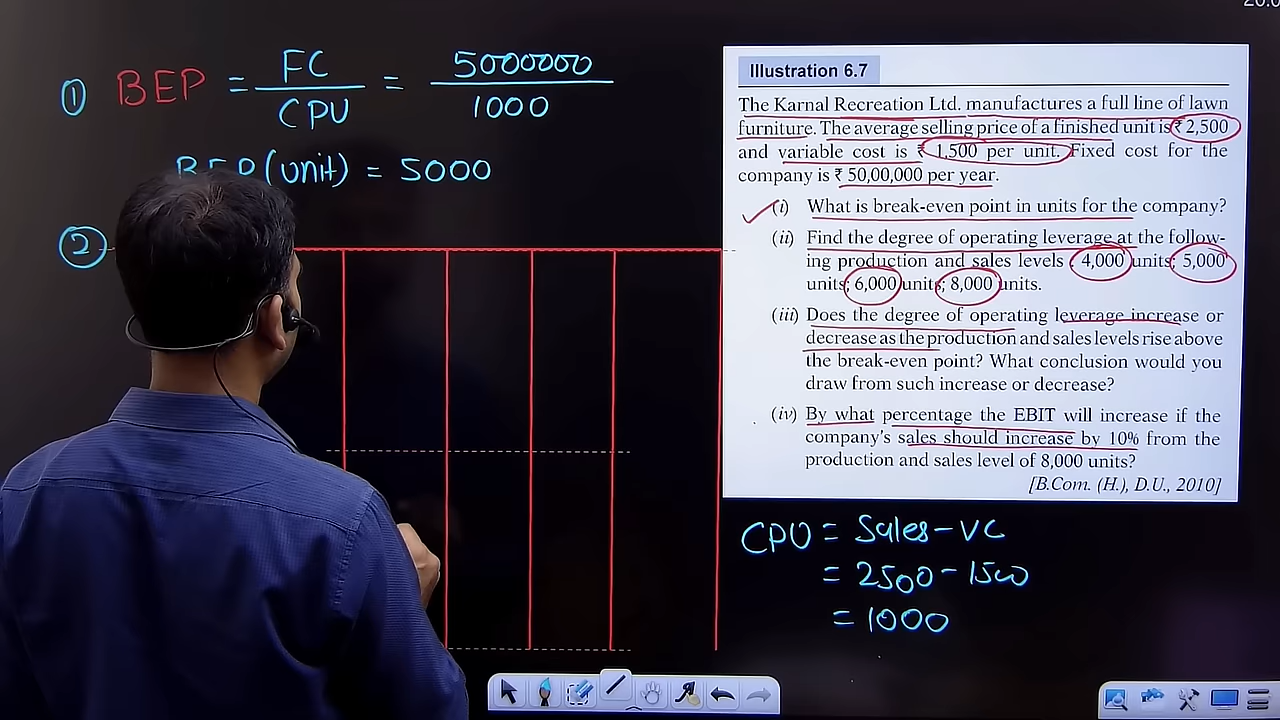 ① BEP = FC / CPU = 5000000 / 1000
BEP (unit) = 5000
②
Illustration 6.7
The Karnal Recreation Ltd. manufactures a full line of lawn
furniture. The average selling price of a finished unit is ₹ 2,500
and variable cost is ₹ 1,500 per unit. Fixed cost for the
company is ₹ 50,00,000 per year.
(i) What is break-even point in units for the company?
(ii) Find the degree of operating leverage at the follow-
ing production and sales levels 4,000 units; 5,000
units; 6,000 units; 8,000 units.
(iii) Does the degree of operating leverage increase or
decrease as the production and sales levels rise above
the break-even point? What conclusion would you
draw from such increase or decrease?
(iv) By what percentage the EBIT will increase if the
company's sales should increase by 10% from the
production and sales level of 8,000 units?
[B.Com. (H.), D.U., 2010]
CPU = Sales - VC
= 2500 - 1500
= 1000